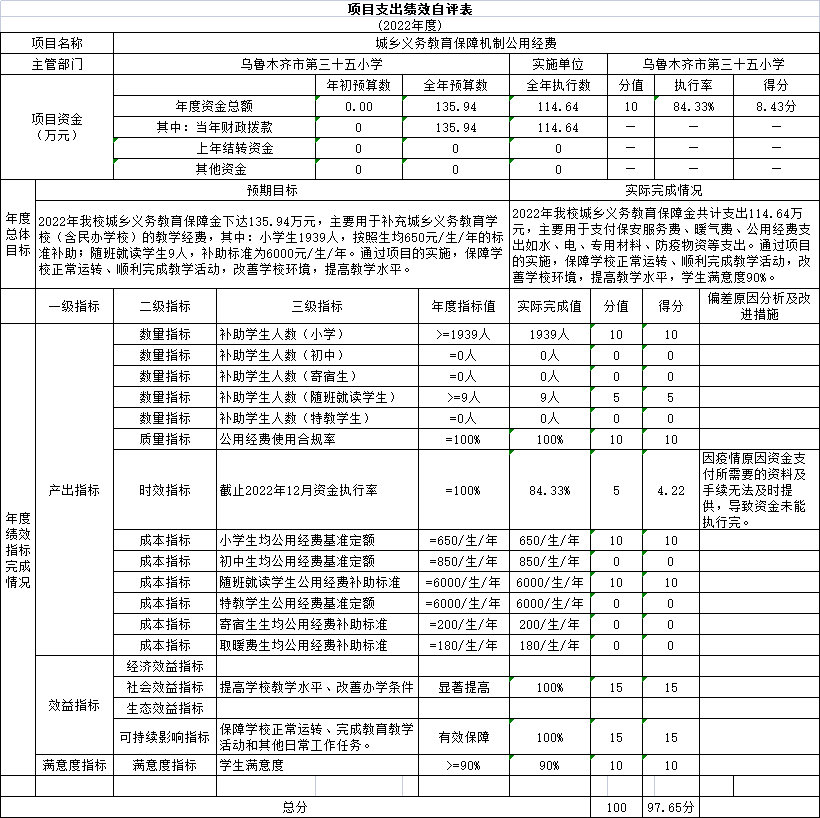 项目支出绩效自评表
(2022年度)
项目名称 城乡义务教育保障机制公用经费
主管部门 乌鲁木齐市第三十五小学 实施单位 乌鲁木齐市第三十五小学
项目资金（万元） 年初预算数 全年预算数 全年执行数 分值 执行率 得分
年度资金总额 0.00 135.94 114.64 10 84.33% 8.43分
其中：当年财政拨款 0 135.94 114.64 － － －
上年结转资金 0 0 0 － － －
其他资金 0 0 0 － － －
年度总体目标 预期目标 实际完成情况
2022年我校城乡义务教育保障金下达135.94万元，主要用于补充城乡义务教育学
校（含民办学校）的教学经费，其中：小学生1939人，按照生均650元/生/年的标
准补助；随班就读学生9人，补助标准为6000元/生/年。通过项目的实施，保障学
校正常运转、顺利完成教学活动，改善学校环境，提高教学水平。
2022年我校城乡义务教育保障金共计支出114.64万
元，主要用于支付保安服务费、暖气费、公用经费支
出如水、电、专用材料、防疫物资等支出。通过项目
的实施，保障学校正常运转、顺利完成教学活动，改
善学校环境，提高教学水平，学生满意度90%。
年度绩效指标完成情况 一级指标 二级指标 三级指标 年度指标值 实际完成值 分值 得分 偏差原因分析及改进措施
产出指标 数量指标 补助学生人数（小学） >=1939人 1939人 10 10
数量指标 补助学生人数（初中） =0人 0人 0 0
数量指标 补助学生人数（寄宿生） =0人 0人 0 0
数量指标 补助学生人数（随班就读学生） >=9人 9人 5 5
数量指标 补助学生人数（特教学生） =0人 0人 0 0
质量指标 公用经费使用合规率 =100% 100% 10 10
时效指标 截止2022年12月资金执行率 =100% 84.33% 5 4.22
因疫情原因资金支
付所需要的资料及
手续无法及时提
供，导致资金未能
执行完。
成本指标 小学生均公用经费基准定额 =650/生/年 650/生/年 10 10
成本指标 初中生均公用经费基准定额 =850/生/年 850/生/年 0 0
成本指标 随班就读学生公用经费补助标准 =6000/生/年 6000/生/年 10 10
成本指标 特教学生公用经费基准定额 =6000/生/年 6000/生/年 0 0
成本指标 寄宿生生均公用经费补助标准 =200/生/年 200/生/年 0 0
成本指标 取暖费生均公用经费补助标准 =180/生/年 180/生/年 0 0
效益指标 经济效益指标
社会效益指标 提高学校教学水平、改善办学条件 显著提高 100% 15 15
生态效益指标
可持续影响指标 保障学校正常运转、完成教育教学
活动和其他日常工作任务。 有效保障 100% 15 15
满意度指标 满意度指标 学生满意度 >=90% 90% 10 10
总分 100 97.65分